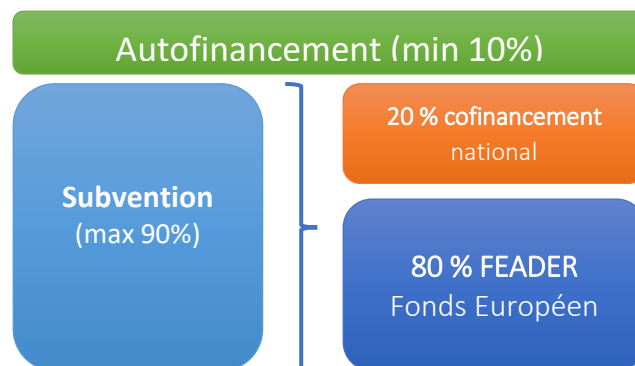 Autofinancement (min 10%)
Subvention
(max 90%)
20 % cofinancement
national
80 % FEADER
Fonds Européen